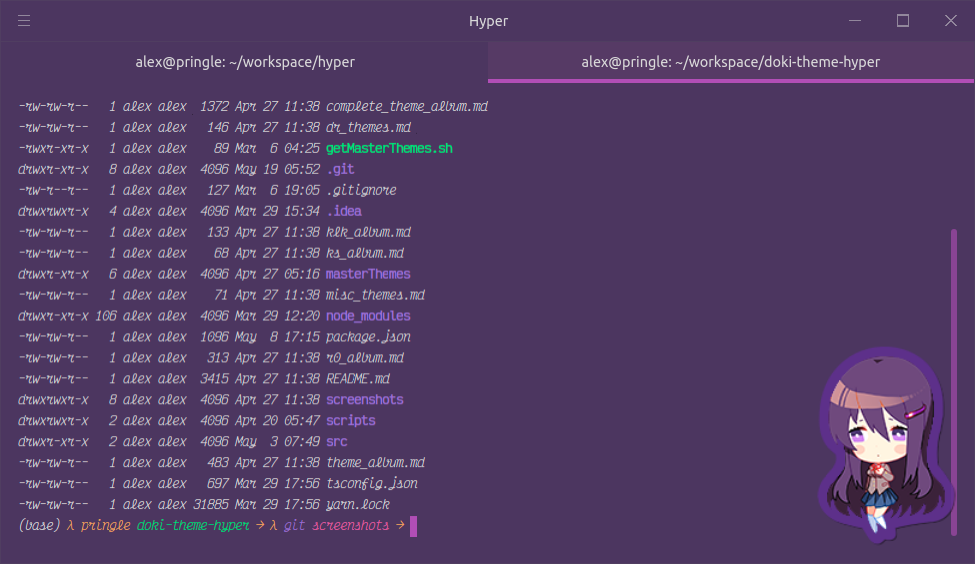 Hyper
alex@pringle: ~/workspace/hyper
alex@pringle: ~/workspace/doki-theme-hyper
-rw-rw-r-- 1 alex alex 1372 Apr 27 11:38 complete_theme_album.md
-rw-rw-r-- 1 alex alex 146 Apr 27 11:38 dr_themes.md
-rwxr-xr-x 1 alex alex 89 Mar 6 04:25 getMasterThemes.sh
drwxr-xr-x 8 alex alex 4096 May 19 05:52 .git
-rw-r--r-- 1 alex alex 127 Mar 6 19:05 .gitignore
drwxrwxr-x 4 alex alex 4096 Mar 29 15:34 .idea
-rw-rw-r-- 1 alex alex 133 Apr 27 11:38 klk_album.md
-rw-rw-r-- 1 alex alex 68 Apr 27 11:38 ks_album.md
drwxr-xr-x 6 alex alex 4096 Apr 27 05:16 masterThemes
-rw-rw-r-- 1 alex alex 71 Apr 27 11:38 misc_themes.md
drwxr-xr-x 106 alex alex 4096 Mar 29 12:20 node_modules
-rw-rw-r-- 1 alex alex 1096 May 8 17:15 package.json
-rw-rw-r-- 1 alex alex 313 Apr 27 11:38 r0_album.md
-rw-rw-r-- 1 alex alex 3415 Apr 27 11:38 README.md
drwxrwxr-x 8 alex alex 4096 Apr 27 11:38 screenshots
drwxrwxr-x 2 alex alex 4096 Apr 20 05:47 scripts
drwxr-xr-x 2 alex alex 4096 May 3 07:49 src
-rw-rw-r-- 1 alex alex 483 Apr 27 11:38 theme_album.md
-rw-rw-r-- 1 alex alex 697 Mar 29 17:56 tsconfig.json
-rw-rw-r-- 1 alex alex 31885 Mar 29 17:56 yarn.lock
(base) λ pringle doki-theme-hyper → λ git screenshots →